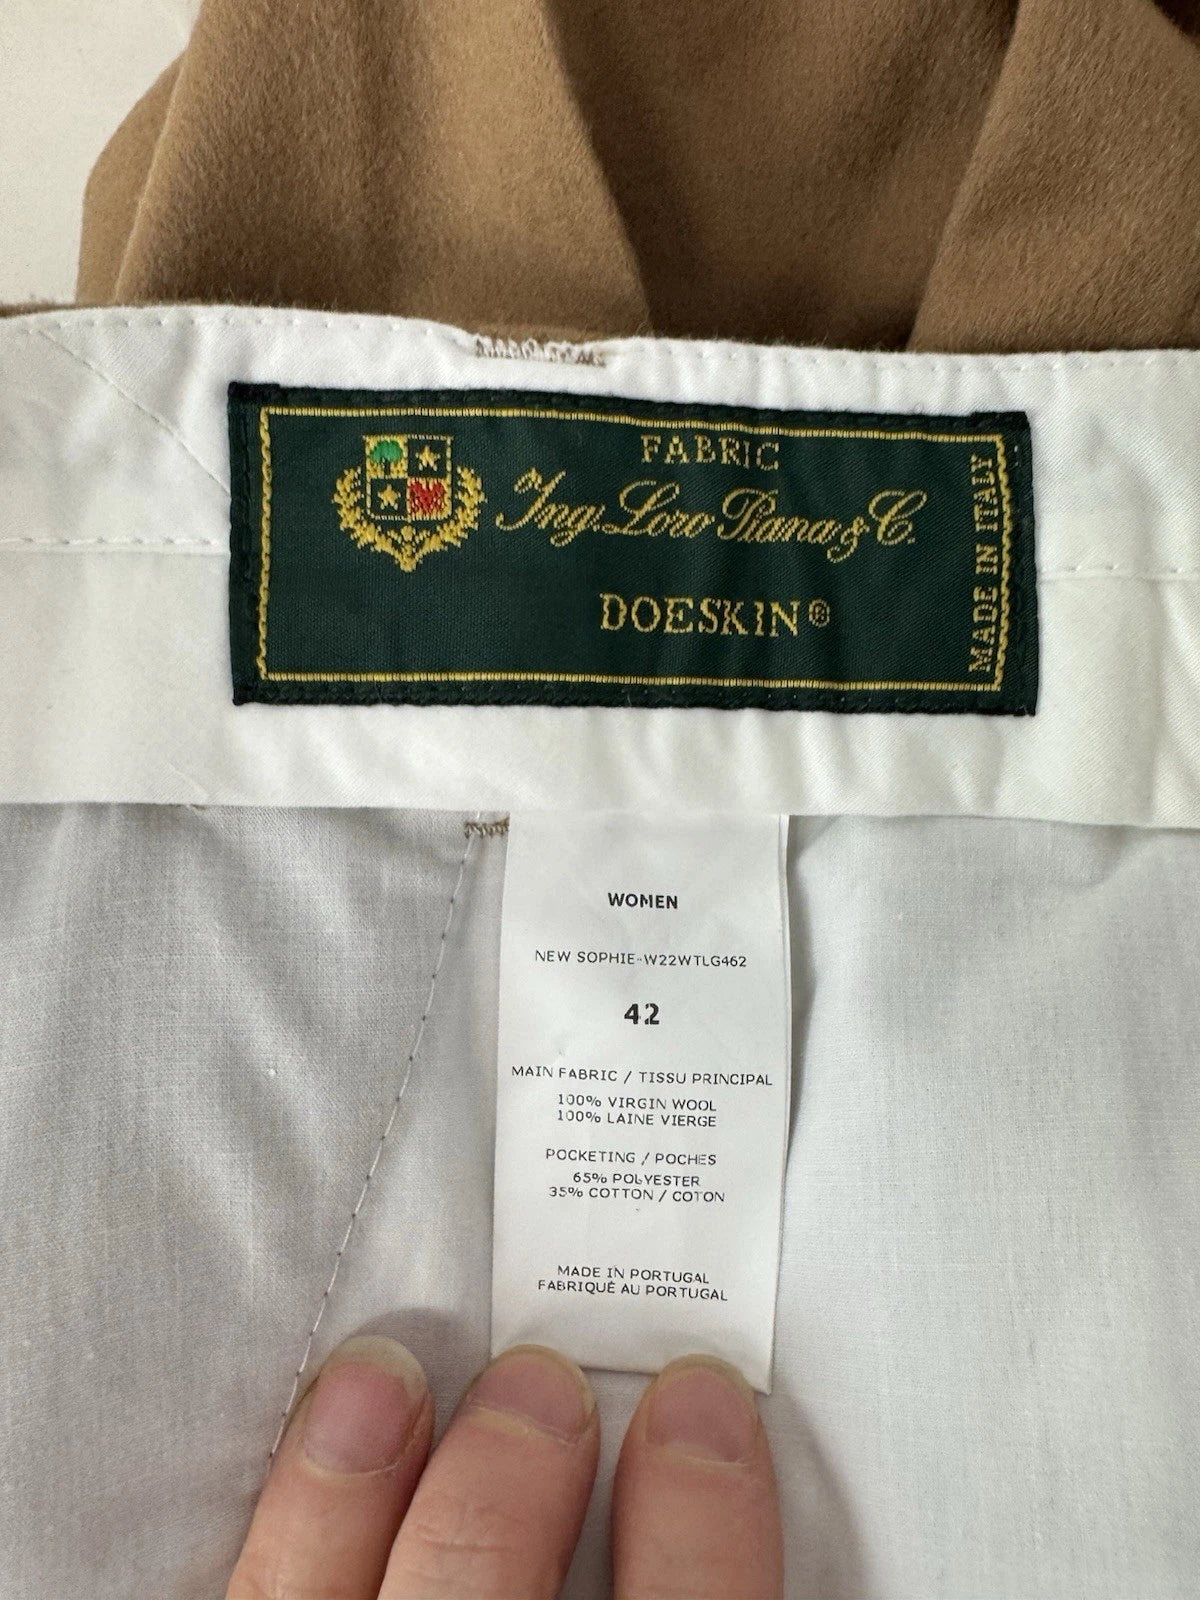 FABRIC
Ing. Loro Piana & C.
DOESKIN®
MADE IN ITALY
WOMEN
NEW SOPHIE-W22WTLG462
42
MAIN FABRIC / TISSU PRINCIPAL
100% VIRGIN WOOL
100% LAINE VIERGE
POCKETING / POCHES
65% POLYESTER
35% COTTON / COTON
MADE IN PORTUGAL
FABRIQUÉ AU PORTUGAL